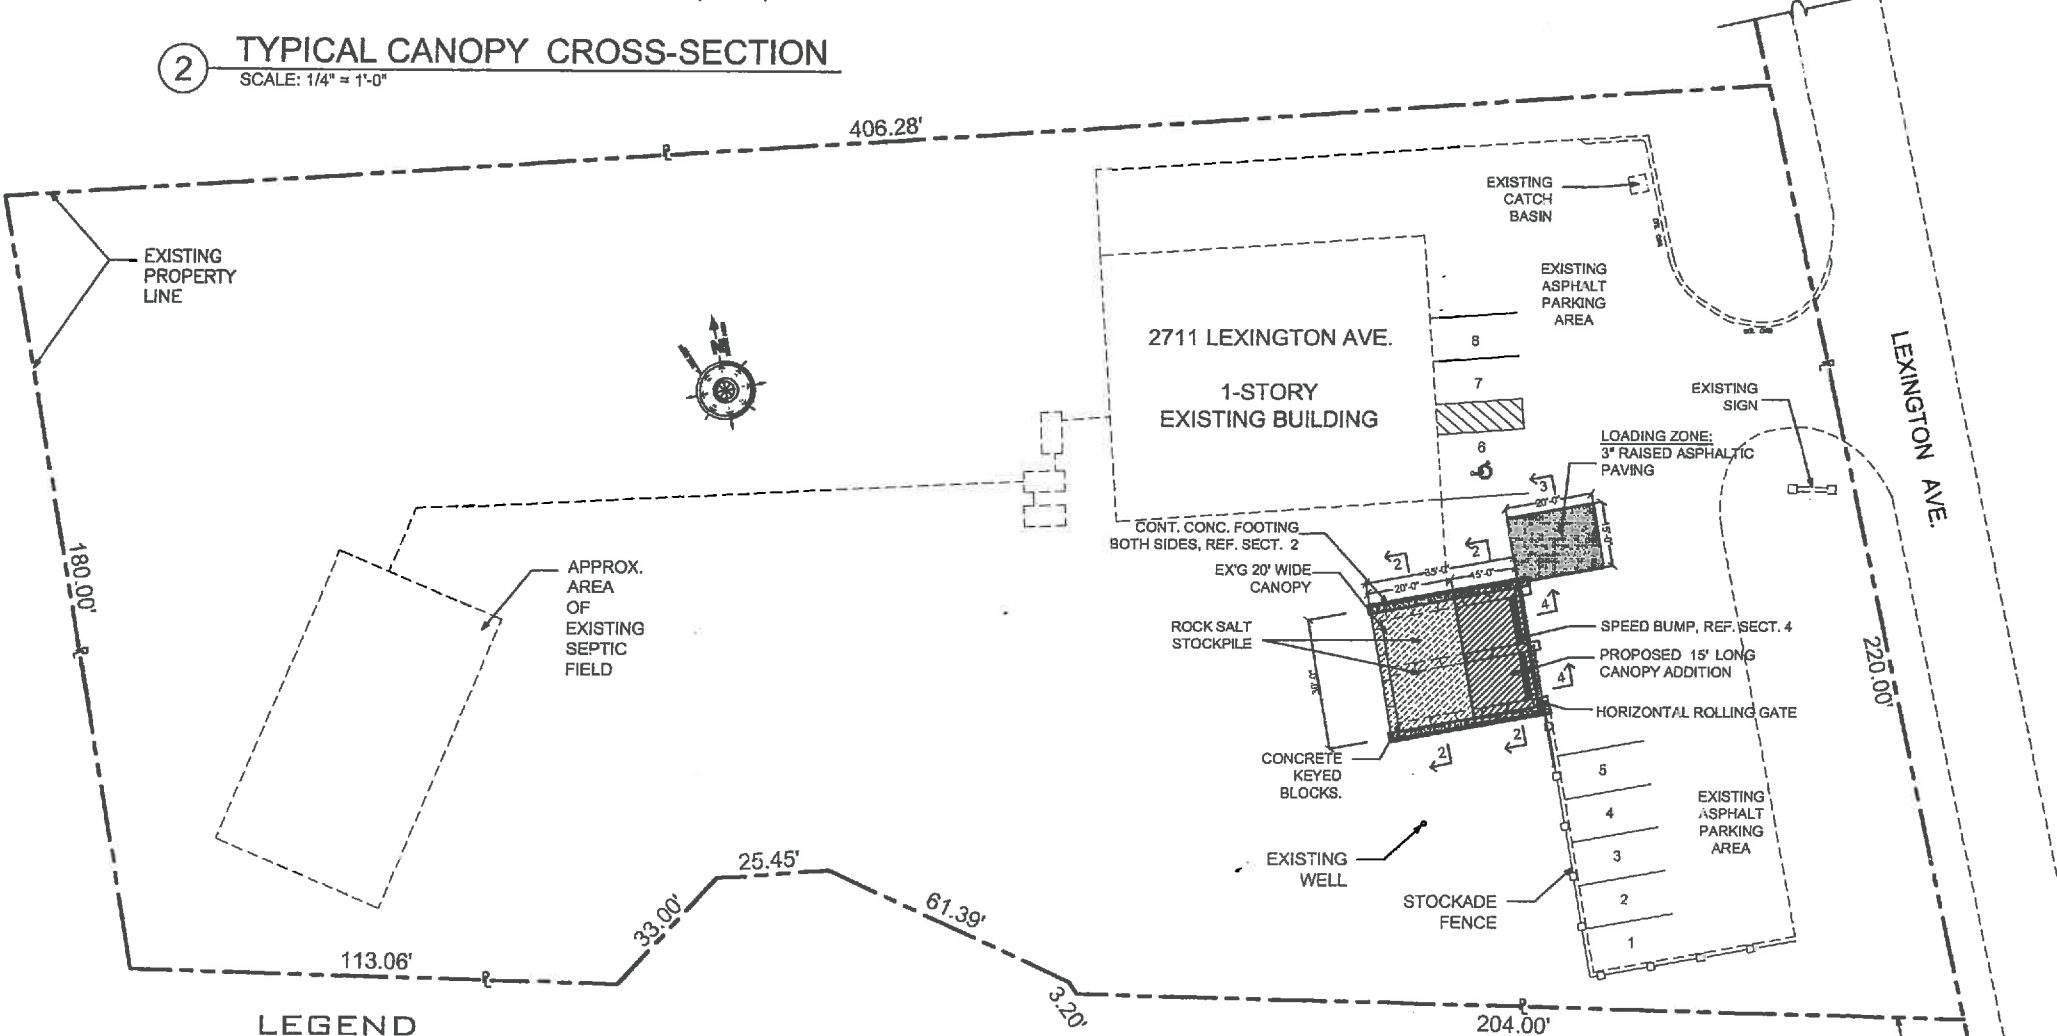 2
TYPICAL CANOPY CROSS-SECTION
SCALE: 1/4" = 1'-0"
406.28'
EXISTING
PROPERTY
LINE
N
EXISTING
CATCH
BASIN
EXISTING
ASPHALT
PARKING
AREA
2711 LEXINGTON AVE.
1-STORY
EXISTING BUILDING
8
7
6
LEXINGTON AVE.
EXISTING
SIGN
LOADING ZONE:
3" RAISED ASPHALTIC
PAVING
3
20'-0"
15'-0"
CONT. CONC. FOOTING
BOTH SIDES, REF. SECT. 2
EX'G 20' WIDE
CANOPY
2
2
35'-0"
20'-0"
15'-0"
ROCK SALT
STOCKPILE
4
SPEED BUMP, REF. SECT. 4
PROPOSED 15' LONG
CANOPY ADDITION
4
HORIZONTAL ROLLING GATE
2
2
CONCRETE
KEYED
BLOCKS.
180.00'
APPROX.
AREA
OF
EXISTING
SEPTIC
FIELD
220.00'
5
4
3
2
1
EXISTING
ASPHALT
PARKING
AREA
EXISTING
WELL
STOCKADE
FENCE
113.06'
33.00'
25.45'
61.39'
3.20'
204.00'
LEGEND